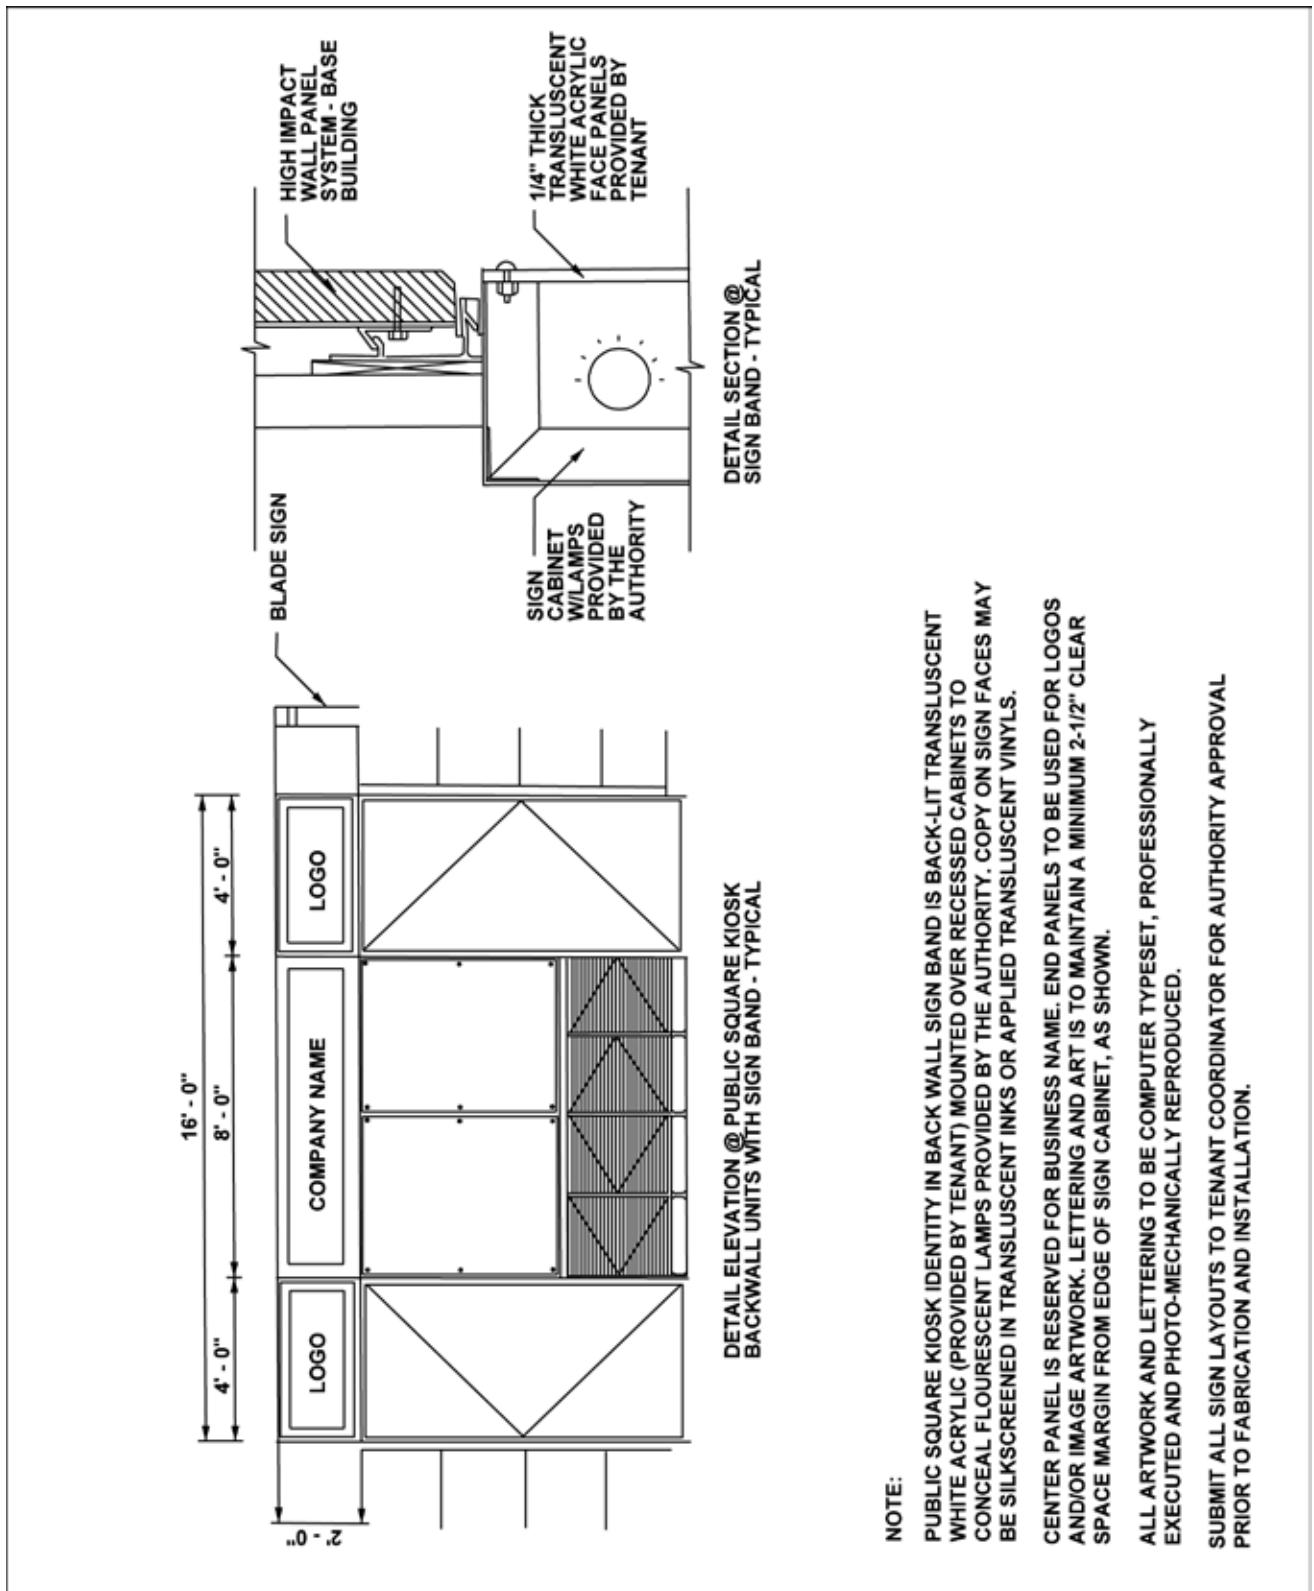 16' - 0"
4' - 0"
8' - 0"
4' - 0"
2' - 0"
LOGO
COMPANY NAME
LOGO
BLADE SIGN
DETAIL ELEVATION @ PUBLIC SQUARE KIOSK
BACKWALL UNITS WITH SIGN BAND - TYPICAL
HIGH IMPACT
WALL PANEL
SYSTEM - BASE
BUILDING
SIGN
CABINET
W/LAMPS
PROVIDED
BY THE
AUTHORITY
1/4" THICK
TRANSLUSCENT
WHITE ACRYLIC
FACE PANELS
PROVIDED BY
TENANT
DETAIL SECTION @
SIGN BAND - TYPICAL
NOTE:
PUBLIC SQUARE KIOSK IDENTITY IN BACK WALL SIGN BAND IS BACK-LIT TRANSLUSCENT
WHITE ACRYLIC (PROVIDED BY TENANT) MOUNTED OVER RECESSED CABINETS TO
CONCEAL FLOURESCENT LAMPS PROVIDED BY THE AUTHORITY. COPY ON SIGN FACES MAY
BE SILKSCREENED IN TRANSLUSCENT INKS OR APPLIED TRANSLUSCENT VINYLS.
CENTER PANEL IS RESERVED FOR BUSINESS NAME. END PANELS TO BE USED FOR LOGOS
AND/OR IMAGE ARTWORK. LETTERING AND ART IS TO MAINTAIN A MINIMUM 2-1/2" CLEAR
SPACE MARGIN FROM EDGE OF SIGN CABINET, AS SHOWN.
ALL ARTWORK AND LETTERING TO BE COMPUTER TYPESET, PROFESSIONALLY
EXECUTED AND PHOTO-MECHANICALLY REPRODUCED.
SUBMIT ALL SIGN LAYOUTS TO TENANT COORDINATOR FOR AUTHORITY APPROVAL
PRIOR TO FABRICATION AND INSTALLATION.